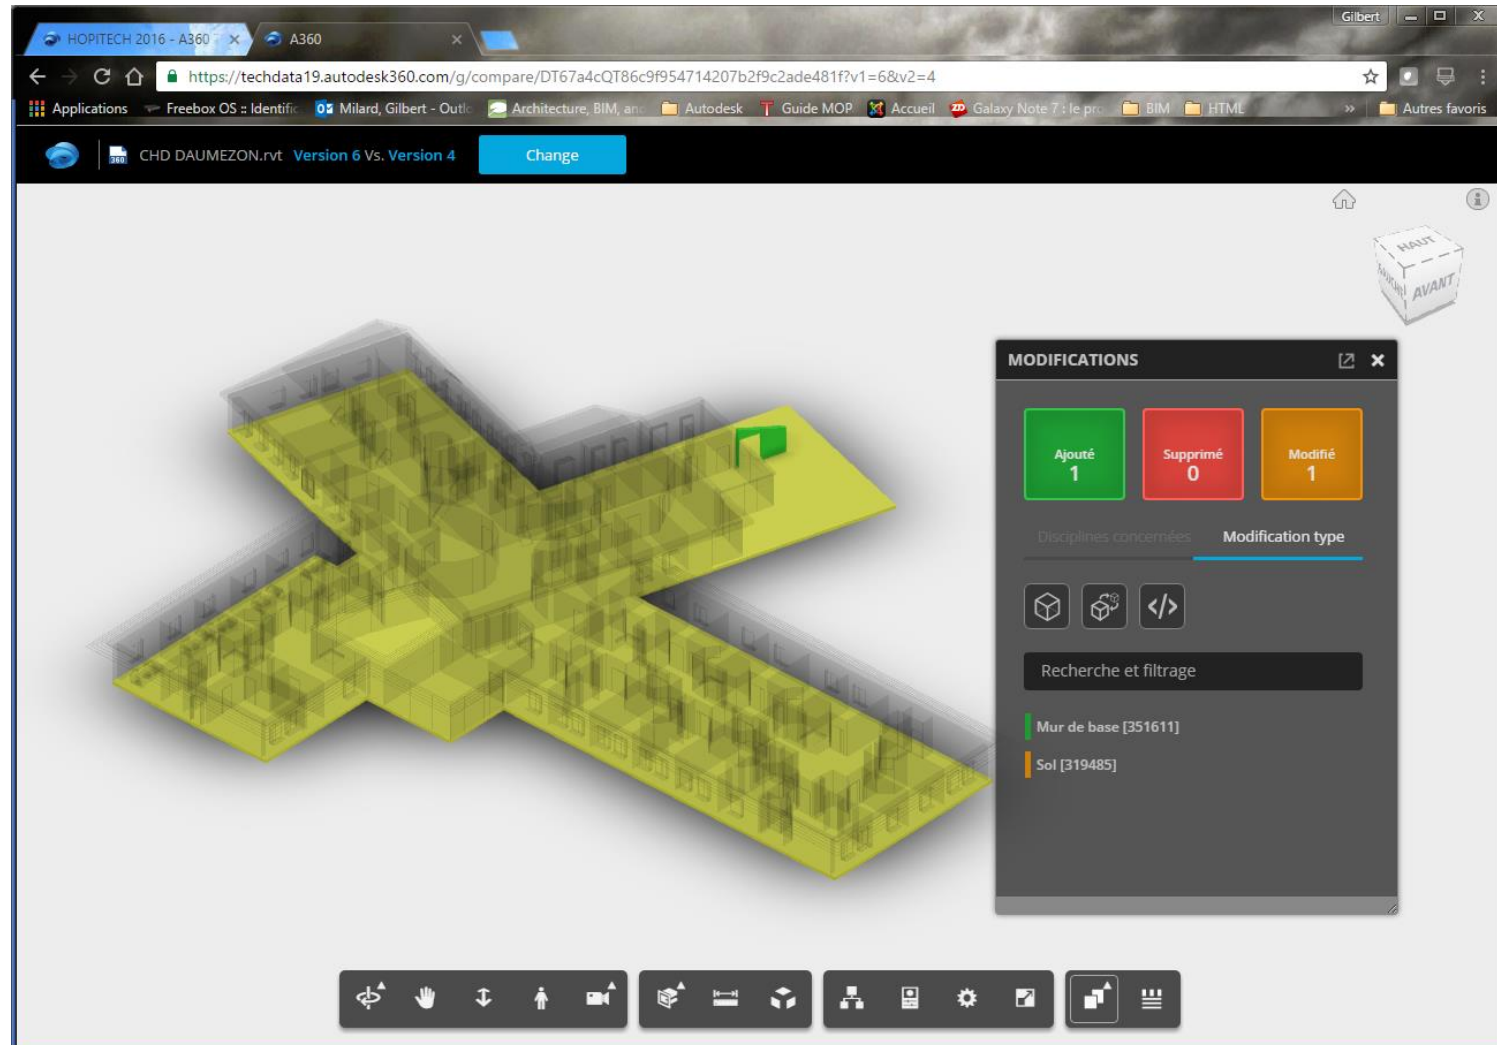 Gilbert
HOPITECH 2016 - A360
A360
https://techdata19.autodesk360.com/g/compare/DT67a4cQT86c9f954714207b2f9c2ade481f?v1=6&v2=4
Applications Freebox OS :: Identific Milard, Gilbert - Outlo Architecture, BIM, an Autodesk Guide MOP Accueil Galaxy Note 7 : le pro BIM HTML » Autres favoris
CHD DAUMEZON.rvt Version 6 Vs. Version 4 Change
HAUT
AVANT
MODIFICATIONS
Ajouté Supprimé Modifié
1 0 1
Disciplines concernées Modification type
Recherche et filtrage
Mur de base [351611]
Sol [319485]